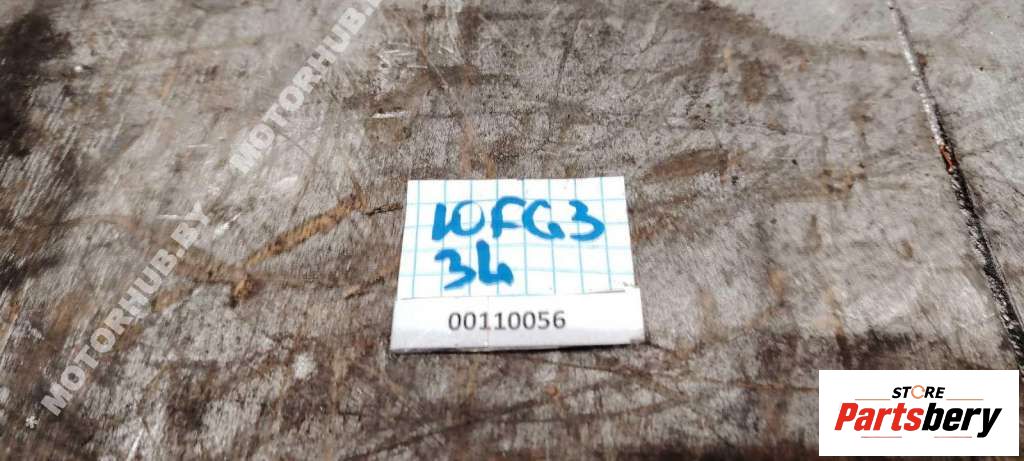 * MOTORHUB.BY
MOTORHUB.BY
10FG3
34
00110056
STORE
Partsbery